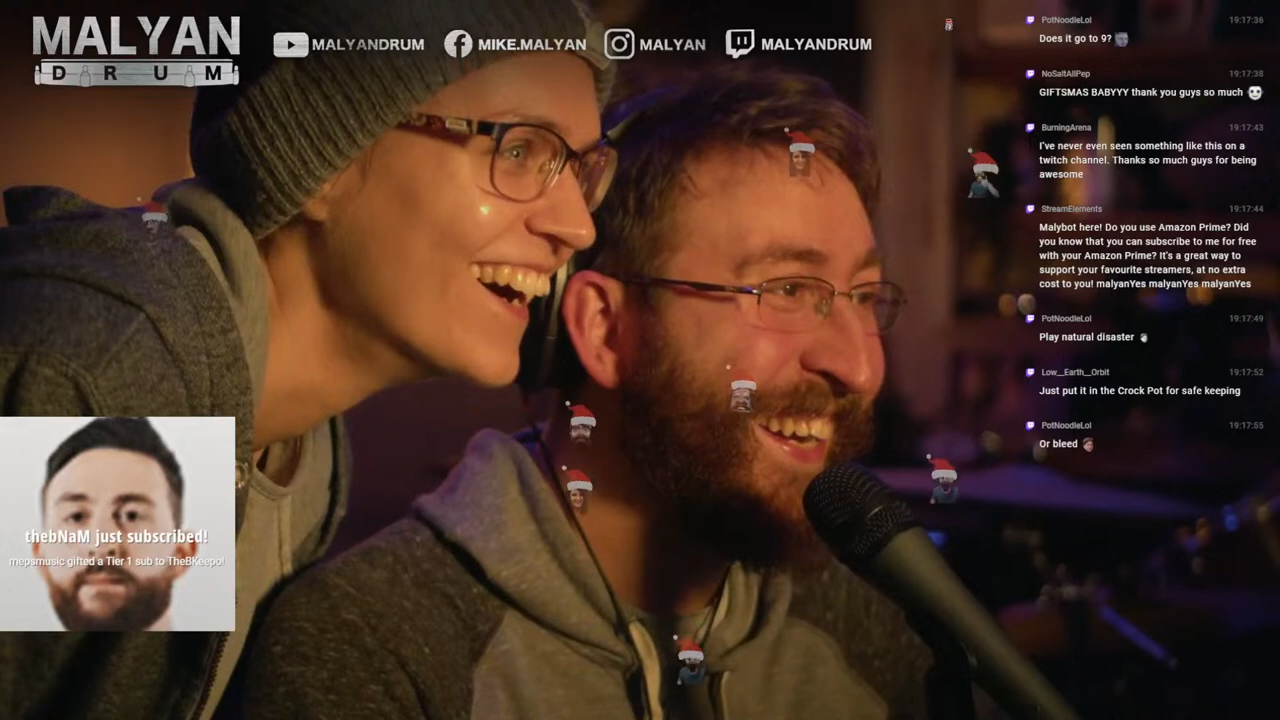 MALYAN
DRUM
MALYANDRUM
MIKE.MALYAN
MALYAN
MALYANDRUM
PotNoodleLol 19:17:36
Does it go to 9?
NoSaltAllPep 19:17:38
GIFTSMAS BABYYY thank you guys so much
BurningArena 19:17:43
I've never even seen something like this on a
twitch channel. Thanks so much guys for being
awesome
StreamElements 19:17:44
Malybot here! Do you use Amazon Prime? Did
you know that you can subscribe to me for free
with your Amazon Prime? It's a great way to
support your favourite streamers, at no extra
cost to you! malyanYes malyanYes malyanYes
PotNoodleLol 19:17:49
Play natural disaster
Low__Earth__Orbit 19:17:52
Just put it in the Crock Pot for safe keeping
PotNoodleLol 19:17:55
Or bleed
thebNaM just subscribed!
mepsmusic gifted a Tier 1 sub to TheBKeepo!